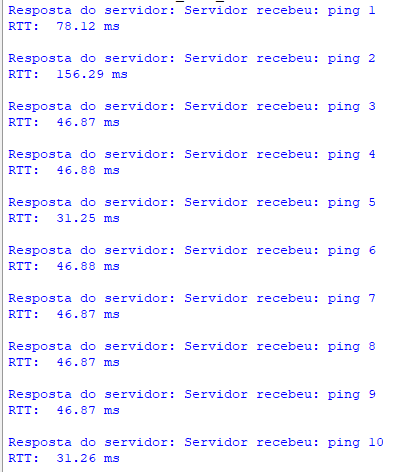 Resposta do servidor: Servidor recebeu: ping 1
RTT:  78.12 ms
Resposta do servidor: Servidor recebeu: ping 2
RTT:  156.29 ms
Resposta do servidor: Servidor recebeu: ping 3
RTT:  46.87 ms
Resposta do servidor: Servidor recebeu: ping 4
RTT:  46.88 ms
Resposta do servidor: Servidor recebeu: ping 5
RTT:  31.25 ms
Resposta do servidor: Servidor recebeu: ping 6
RTT:  46.88 ms
Resposta do servidor: Servidor recebeu: ping 7
RTT:  46.87 ms
Resposta do servidor: Servidor recebeu: ping 8
RTT:  46.87 ms
Resposta do servidor: Servidor recebeu: ping 9
RTT:  46.87 ms
Resposta do servidor: Servidor recebeu: ping 10
RTT:  31.26 ms